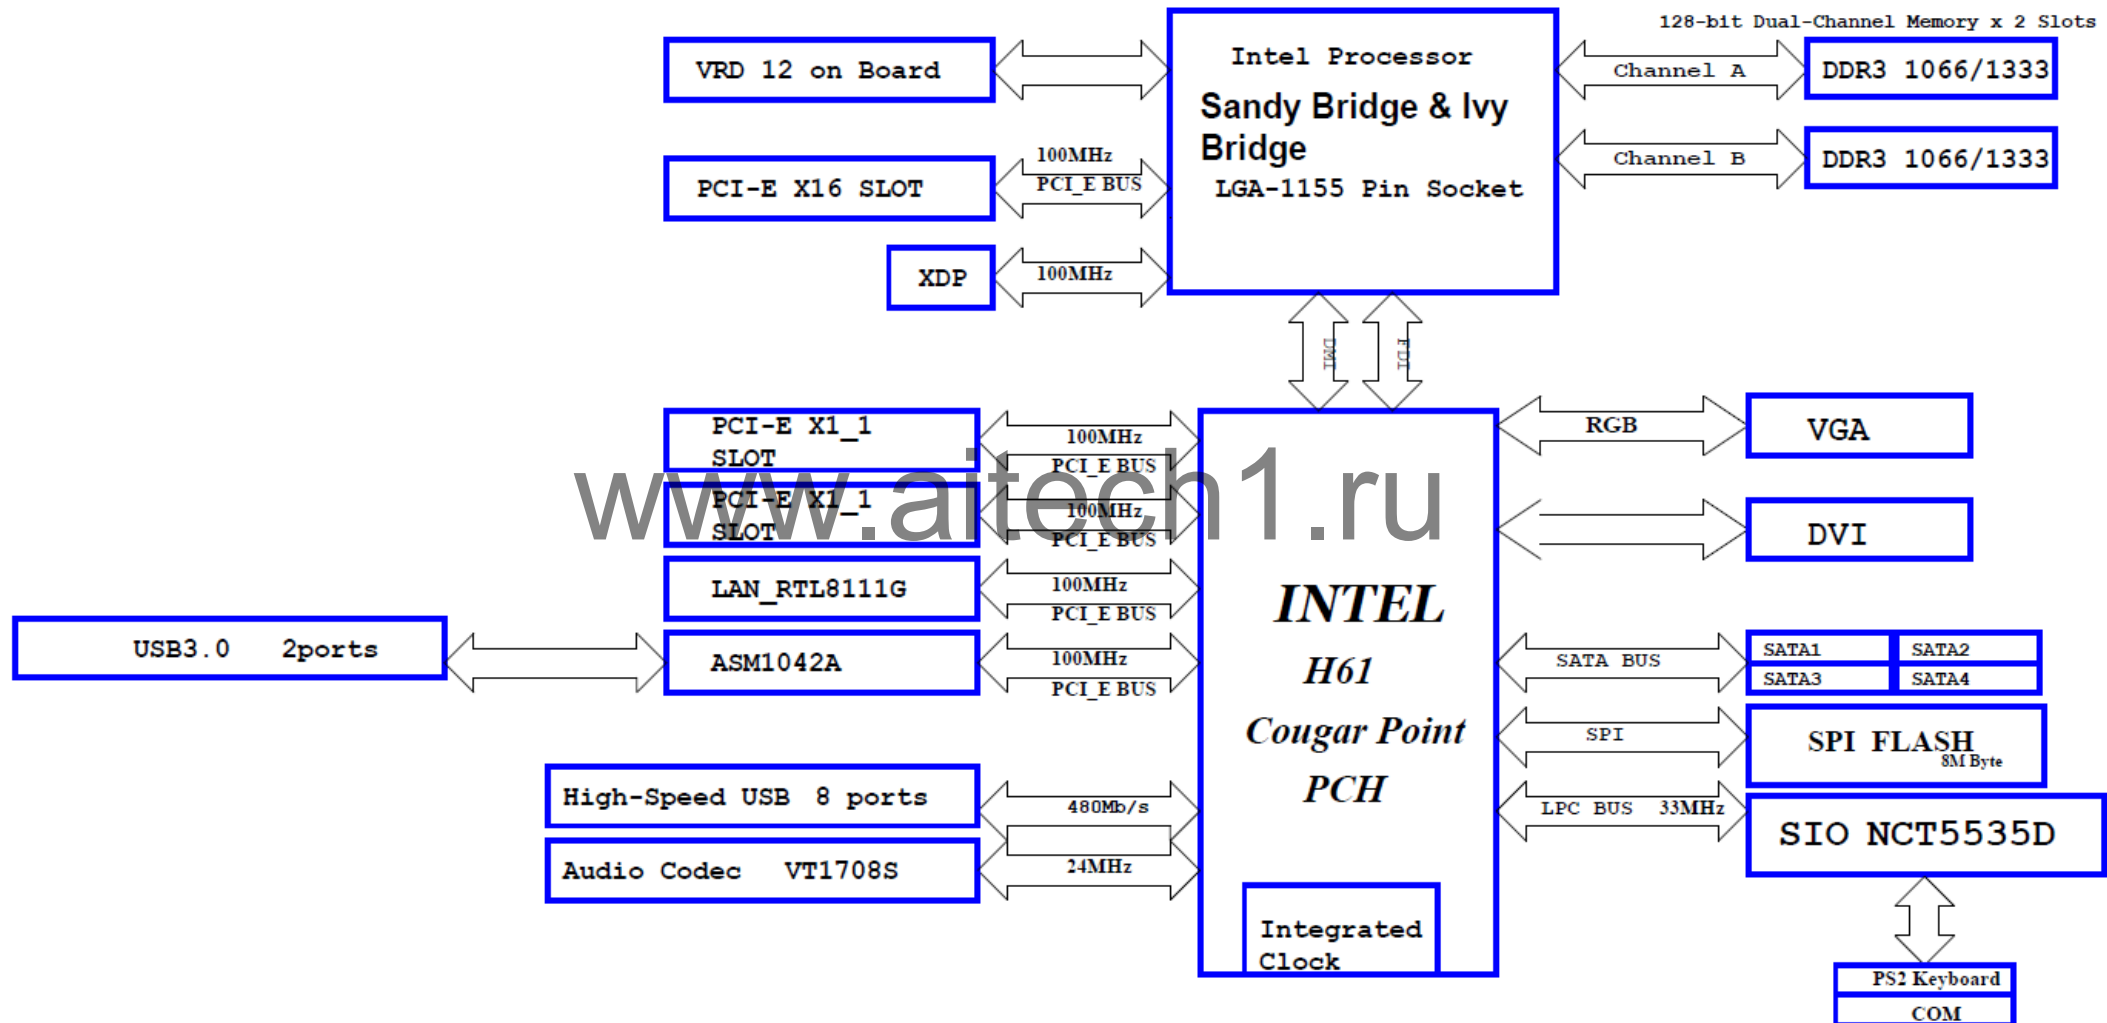 128-bit Dual-Channel Memory x 2 Slots
VRD 12 on Board
Intel Processor
Sandy Bridge & Ivy
Bridge
LGA-1155 Pin Socket
Channel A
DDR3 1066/1333
Channel B
DDR3 1066/1333
PCI-E X16 SLOT
100MHz
PCI_E BUS
XDP
100MHz
DMI
FDI
PCI-E X1_1
SLOT
100MHz
PCI_E BUS
PCI-E X1_1
SLOT
100MHz
PCI_E BUS
LAN_RTL8111G
100MHz
PCI_E BUS
USB3.0 2ports
ASM1042A
100MHz
PCI_E BUS
High-Speed USB 8 ports
480Mb/s
Audio Codec VT1708S
24MHz
INTEL
H61
Cougar Point
PCH
Integrated
Clock
RGB
VGA
DVI
SATA BUS
SATA1 SATA2
SATA3 SATA4
SPI
SPI FLASH
8M Byte
LPC BUS 33MHz
SIO NCT5535D
PS2 Keyboard
COM
www.aitech1.ru